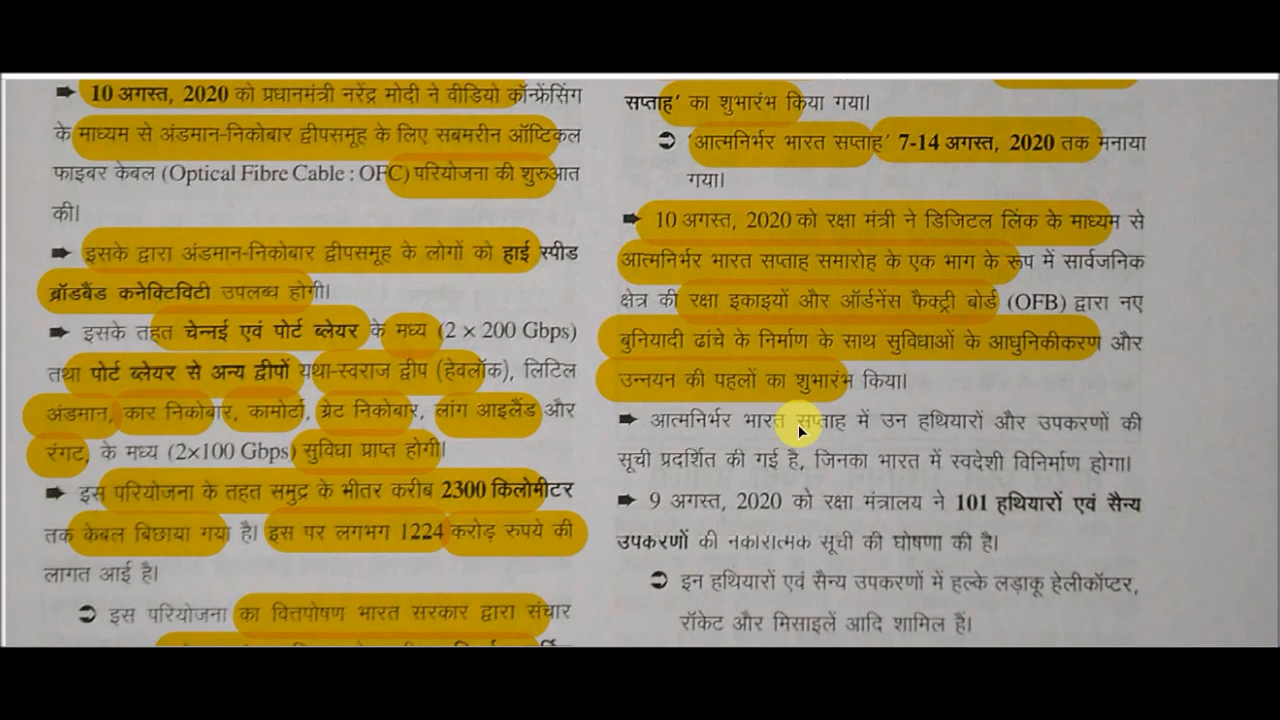 ➨ 10 अगस्त, 2020 को प्रधानमंत्री नरेंद्र मोदी ने वीडियो कॉन्फ्रेंसिंग
के माध्यम से अंडमान-निकोबार द्वीपसमूह के लिए सबमरीन ऑप्टिकल
फाइबर केबल (Optical Fibre Cable : OFC) परियोजना की शुरुआत
की।
➨ इसके द्वारा अंडमान-निकोबार द्वीपसमूह के लोगों को हाई स्पीड
ब्रॉडबैंड कनेक्टिविटी उपलब्ध होगी।
➨ इसके तहत चेन्नई एवं पोर्ट ब्लेयर के मध्य (2 × 200 Gbps)
तथा पोर्ट ब्लेयर से अन्य द्वीपों यथा-स्वराज द्वीप (हेवलॉक), लिटिल
अंडमान, कार निकोबार, कामोर्टा, ग्रेट निकोबार, लांग आइलैंड और
रंगट, के मध्य (2×100 Gbps) सुविधा प्राप्त होगी।
➨ इस परियोजना के तहत समुद्र के भीतर करीब 2300 किलोमीटर
तक केबल बिछाया गया है। इस पर लगभग 1224 करोड़ रुपये की
लागत आई है।
➲ इस परियोजना का वित्तपोषण भारत सरकार द्वारा संचार
सप्ताह' का शुभारंभ किया गया।
➲ 'आत्मनिर्भर भारत सप्ताह' 7-14 अगस्त, 2020 तक मनाया
गया।
➨ 10 अगस्त, 2020 को रक्षा मंत्री ने डिजिटल लिंक के माध्यम से
आत्मनिर्भर भारत सप्ताह समारोह के एक भाग के रूप में सार्वजनिक
क्षेत्र की रक्षा इकाइयों और ऑर्डनेंस फैक्ट्री बोर्ड (OFB) द्वारा नए
बुनियादी ढांचे के निर्माण के साथ सुविधाओं के आधुनिकीकरण और
उन्नयन की पहलों का शुभारंभ किया।
➨ आत्मनिर्भर भारत सप्ताह में उन हथियारों और उपकरणों की
सूची प्रदर्शित की गई है, जिनका भारत में स्वदेशी विनिर्माण होगा।
➨ 9 अगस्त, 2020 को रक्षा मंत्रालय ने 101 हथियारों एवं सैन्य
उपकरणों की नकारात्मक सूची की घोषणा की है।
➲ इन हथियारों एवं सैन्य उपकरणों में हल्के लड़ाकू हेलीकॉप्टर,
रॉकेट और मिसाइलें आदि शामिल हैं।